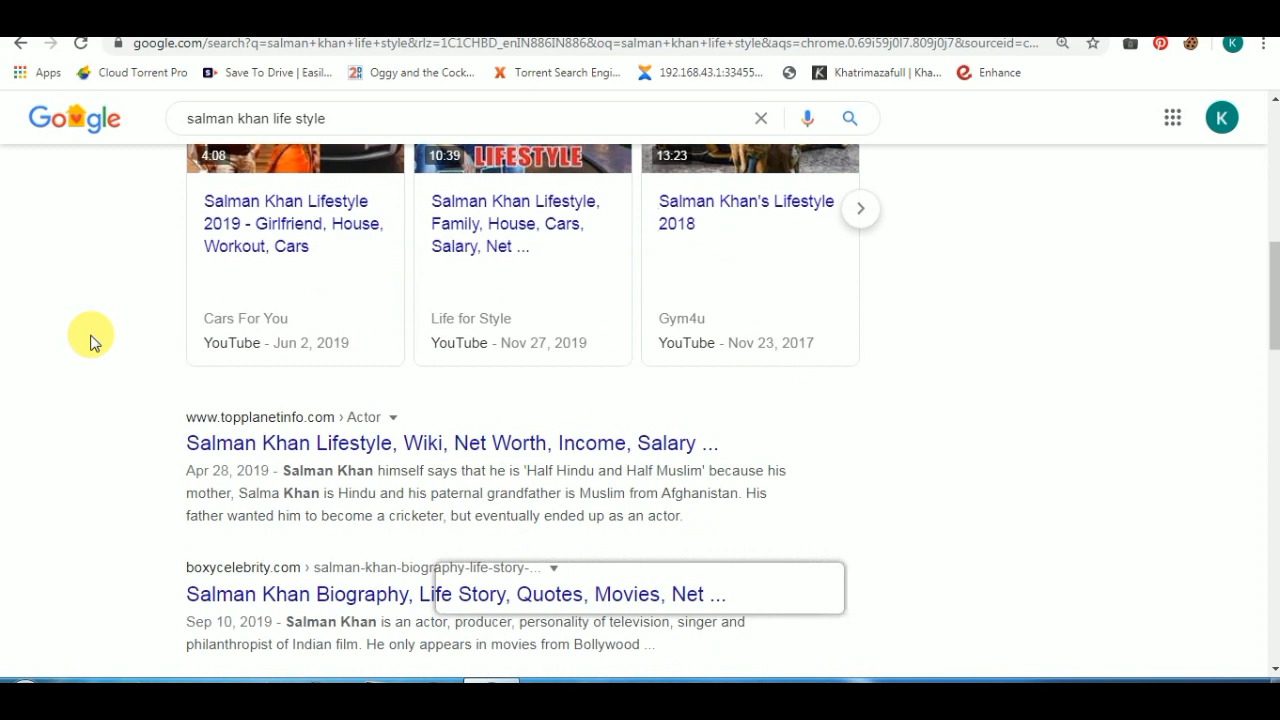 google.com/search?q=salman+khan+life+style&rlz=1C1CHBD_enIN886IN886&oq=salman+khan+life+style&aqs=chrome.0.69i59j0l7.809j0j7&sourceid=c...
K
Apps Cloud Torrent Pro Save To Drive | Easil... Oggy and the Cock... Torrent Search Engi... 192.168.43.1:33455... Khatrimazafull | Kha... Enhance
Google salman khan life style K
4:08 10:39 LIFESTYLE 13:23
Salman Khan Lifestyle Salman Khan Lifestyle, Salman Khan's Lifestyle
2019 - Girlfriend, House, Family, House, Cars, 2018
Workout, Cars Salary, Net ...
Cars For You Life for Style Gym4u
YouTube - Jun 2, 2019 YouTube - Nov 27, 2019 YouTube - Nov 23, 2017
www.topplanetinfo.com › Actor
Salman Khan Lifestyle, Wiki, Net Worth, Income, Salary ...
Apr 28, 2019 - Salman Khan himself says that he is 'Half Hindu and Half Muslim' because his
mother, Salma Khan is Hindu and his paternal grandfather is Muslim from Afghanistan. His
father wanted him to become a cricketer, but eventually ended up as an actor.
boxycelebrity.com › salman-khan-biography-life-story-...
Salman Khan Biography, Life Story, Quotes, Movies, Net ...
Sep 10, 2019 - Salman Khan is an actor, producer, personality of television, singer and
philanthropist of Indian film. He only appears in movies from Bollywood ...